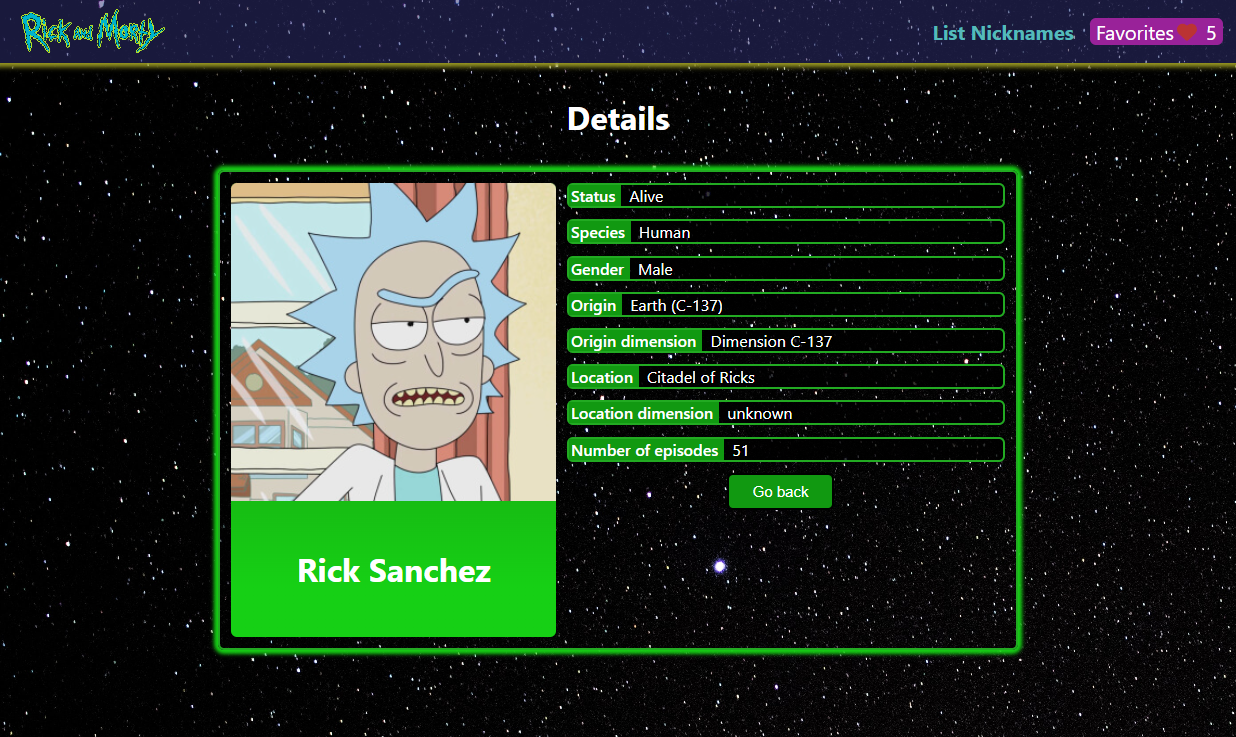 Rick and Morty
List Nicknames
Favorites 5
Details
Status Alive
Species Human
Gender Male
Origin Earth (C-137)
Origin dimension Dimension C-137
Location Citadel of Ricks
Location dimension unknown
Number of episodes 51
Go back
Rick Sanchez